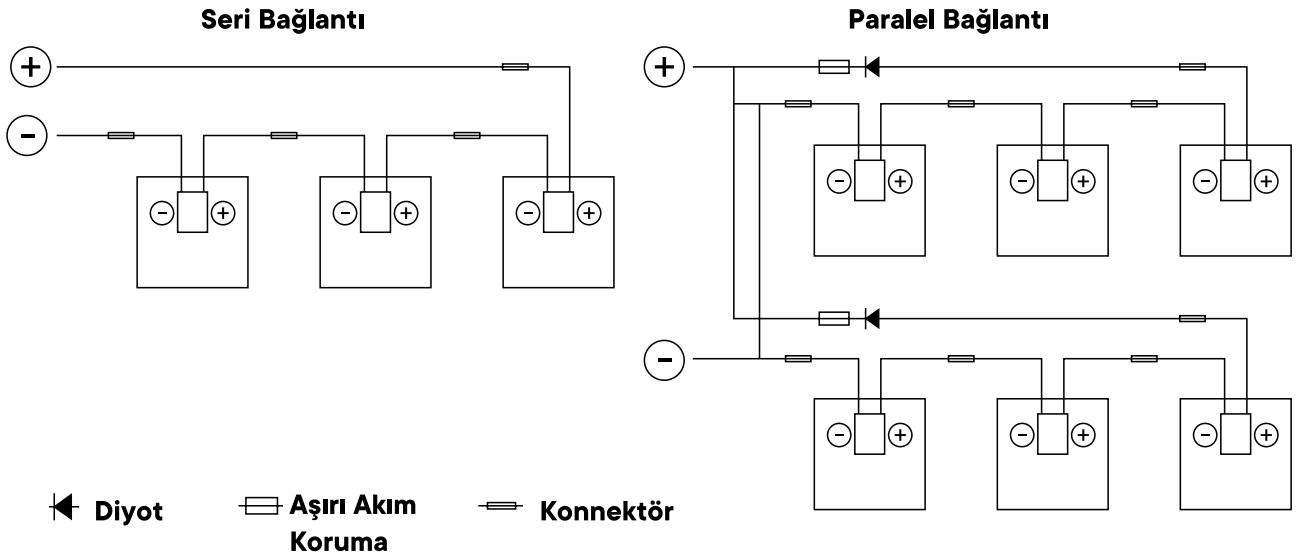 Seri Bağlantı
Paralel Bağlantı
+
-
- + - + - +
+
- + - + - +
-
- + - + - +
Diyot
Aşırı Akım
Koruma
Konnektör